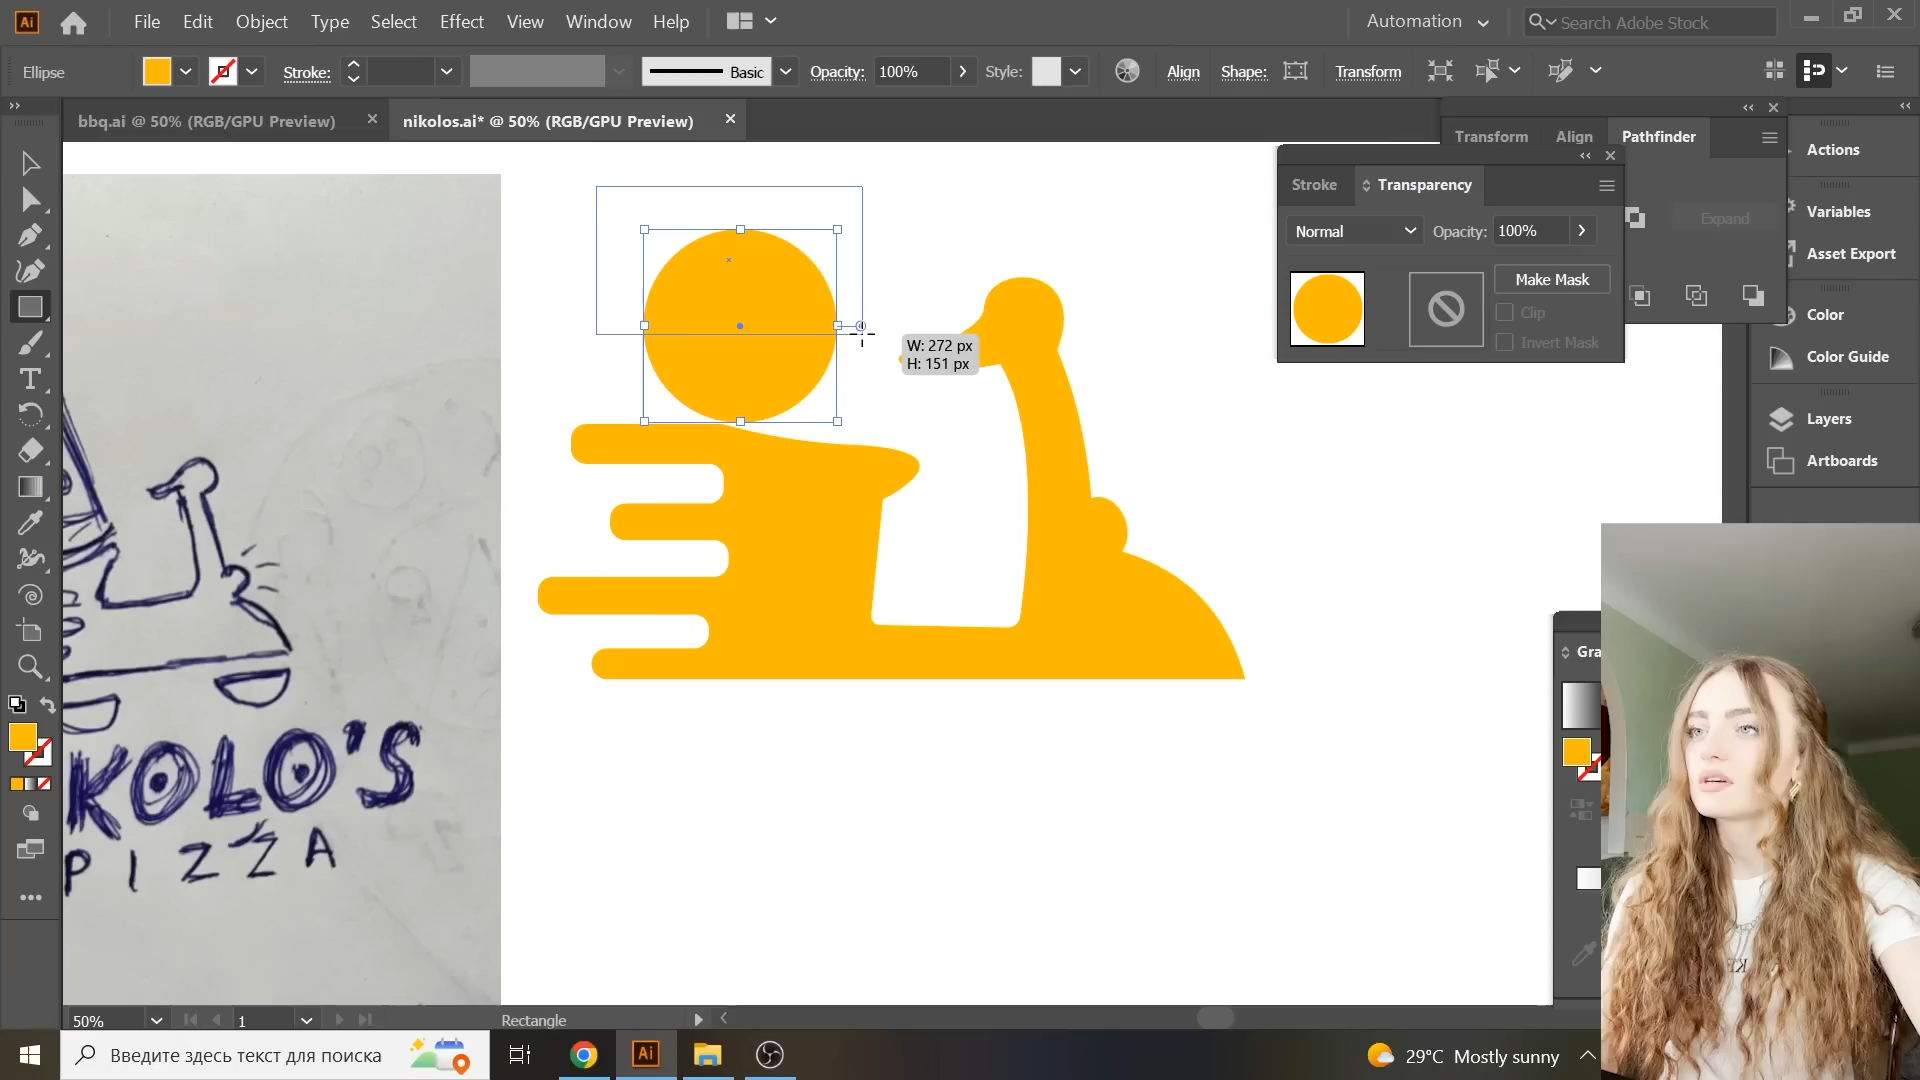 Ai File Edit Object Type Select Effect View Window Help Automation Search Adobe Stock
Ellipse Stroke: Basic Opacity: 100% Style: Align Shape: Transform
bbq.ai @ 50% (RGB/GPU Preview) nikolos.ai* @ 50% (RGB/GPU Preview)
Transform Align Pathfinder
Expand
Stroke Transparency
Normal Opacity: 100%
Make Mask
Clip
Invert Mask
Actions
Variables
Asset Export
Color
Color Guide
Layers
Artboards
W: 272 px
H: 151 px
Gra
KOLO'S
PIZZA
50% 1 Rectangle
Введите здесь текст для поиска Ai 29°C Mostly sunny